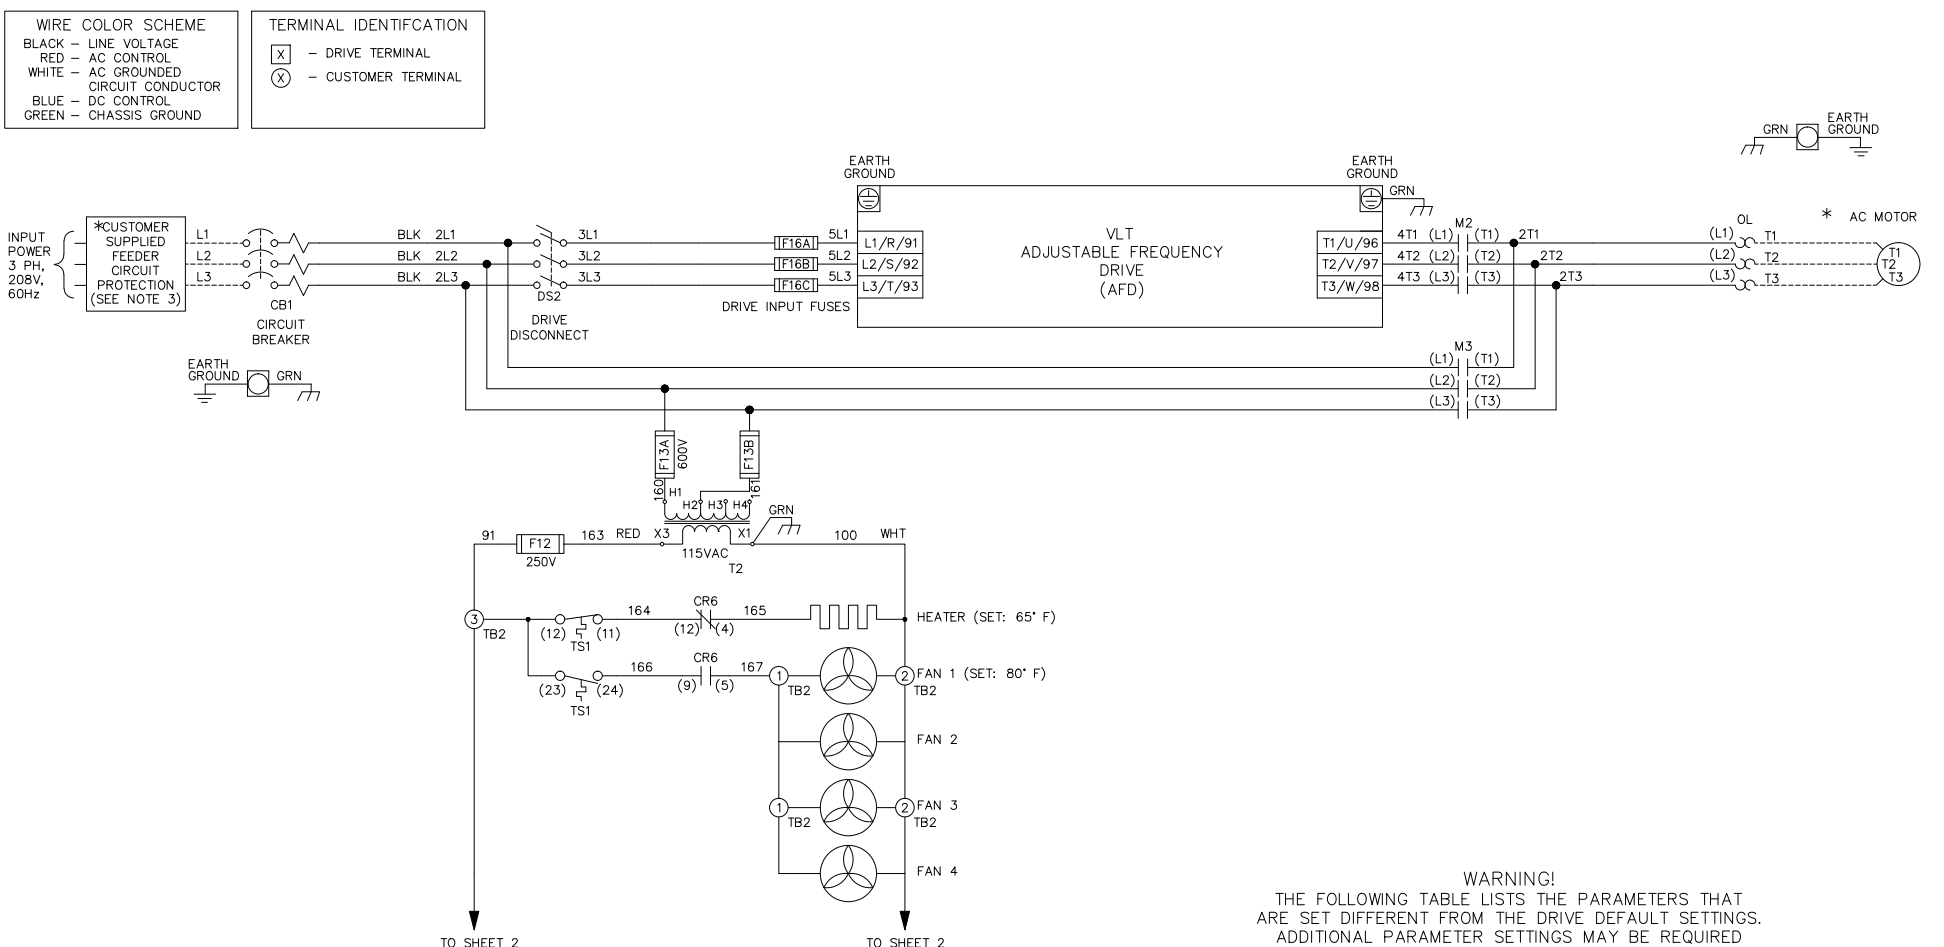 WIRE COLOR SCHEME
BLACK – LINE VOLTAGE
RED – AC CONTROL
WHITE – AC GROUNDED
CIRCUIT CONDUCTOR
BLUE – DC CONTROL
GREEN – CHASSIS GROUND
TERMINAL IDENTIFCATION
X – DRIVE TERMINAL
X – CUSTOMER TERMINAL
INPUT
POWER
3 PH,
208V,
60Hz
*CUSTOMER
SUPPLIED
FEEDER
CIRCUIT
PROTECTION
(SEE NOTE 3)
L1
L2
L3
CB1
CIRCUIT
BREAKER
EARTH
GROUND
GRN
BLK 2L1
BLK 2L2
BLK 2L3
DS2
DRIVE
DISCONNECT
3L1
3L2
3L3
F16A
F16B
F16C
DRIVE INPUT FUSES
5L1
5L2
5L3
EARTH
GROUND
L1/R/91
L2/S/92
L3/T/93
VLT
ADJUSTABLE FREQUENCY
DRIVE
(AFD)
EARTH
GROUND
GRN
T1/U/96
T2/V/97
T3/W/98
M2
4T1 (L1) (T1) 2T1
4T2 (L2) (T2) 2T2
4T3 (L3) (T3) 2T3
M3
(L1) (T1)
(L2) (T2)
(L3) (T3)
GRN
EARTH
GROUND
OL
(L1) T1
(L2) T2
(L3) T3
* AC MOTOR
T1
T2
T3
F13A
600V
F13B
160
161
H1
H2 H3 H4
GRN
91 F12 163 RED X3 X1 100 WHT
250V
115VAC
T2
3
TB2
164 CR6 165
(12) (11) (12) (4)
TS1
HEATER (SET: 65° F)
166 CR6 167
(23) (24) (9) (5)
TS1
1
TB2
2
TB2
FAN 1 (SET: 80° F)
FAN 2
1
TB2
2
TB2
FAN 3
FAN 4
TO SHEET 2
TO SHEET 2
WARNING!
THE FOLLOWING TABLE LISTS THE PARAMETERS THAT
ARE SET DIFFERENT FROM THE DRIVE DEFAULT SETTINGS.
ADDITIONAL PARAMETER SETTINGS MAY BE REQUIRED